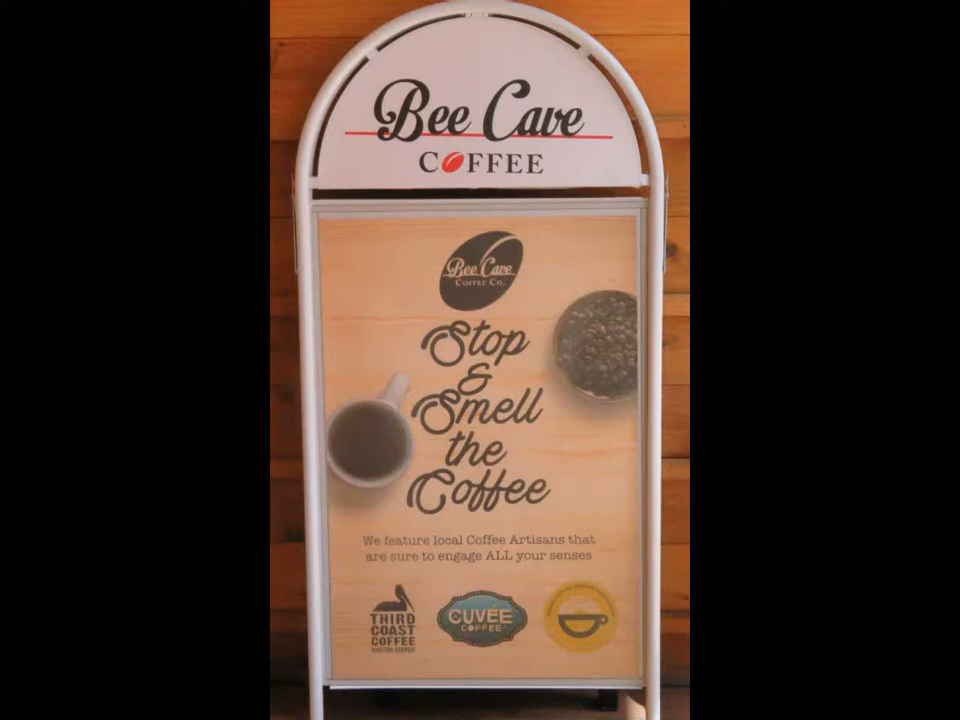 Bee Cave
COFFEE
Bee Cave
COFFEE CO.
Stop
&
Smell
the
Coffee
We feature local Coffee Artisans that
are sure to engage ALL your senses
THIRD
COAST
COFFEE
ROASTING COMPANY
CUVÉE
COFFEE